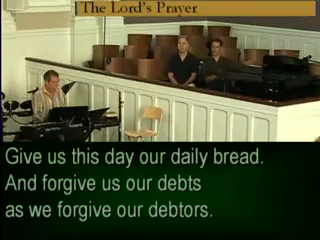 The Lord's Prayer
Give us this day our daily bread.
And forgive us our debts
as we forgive our debtors.